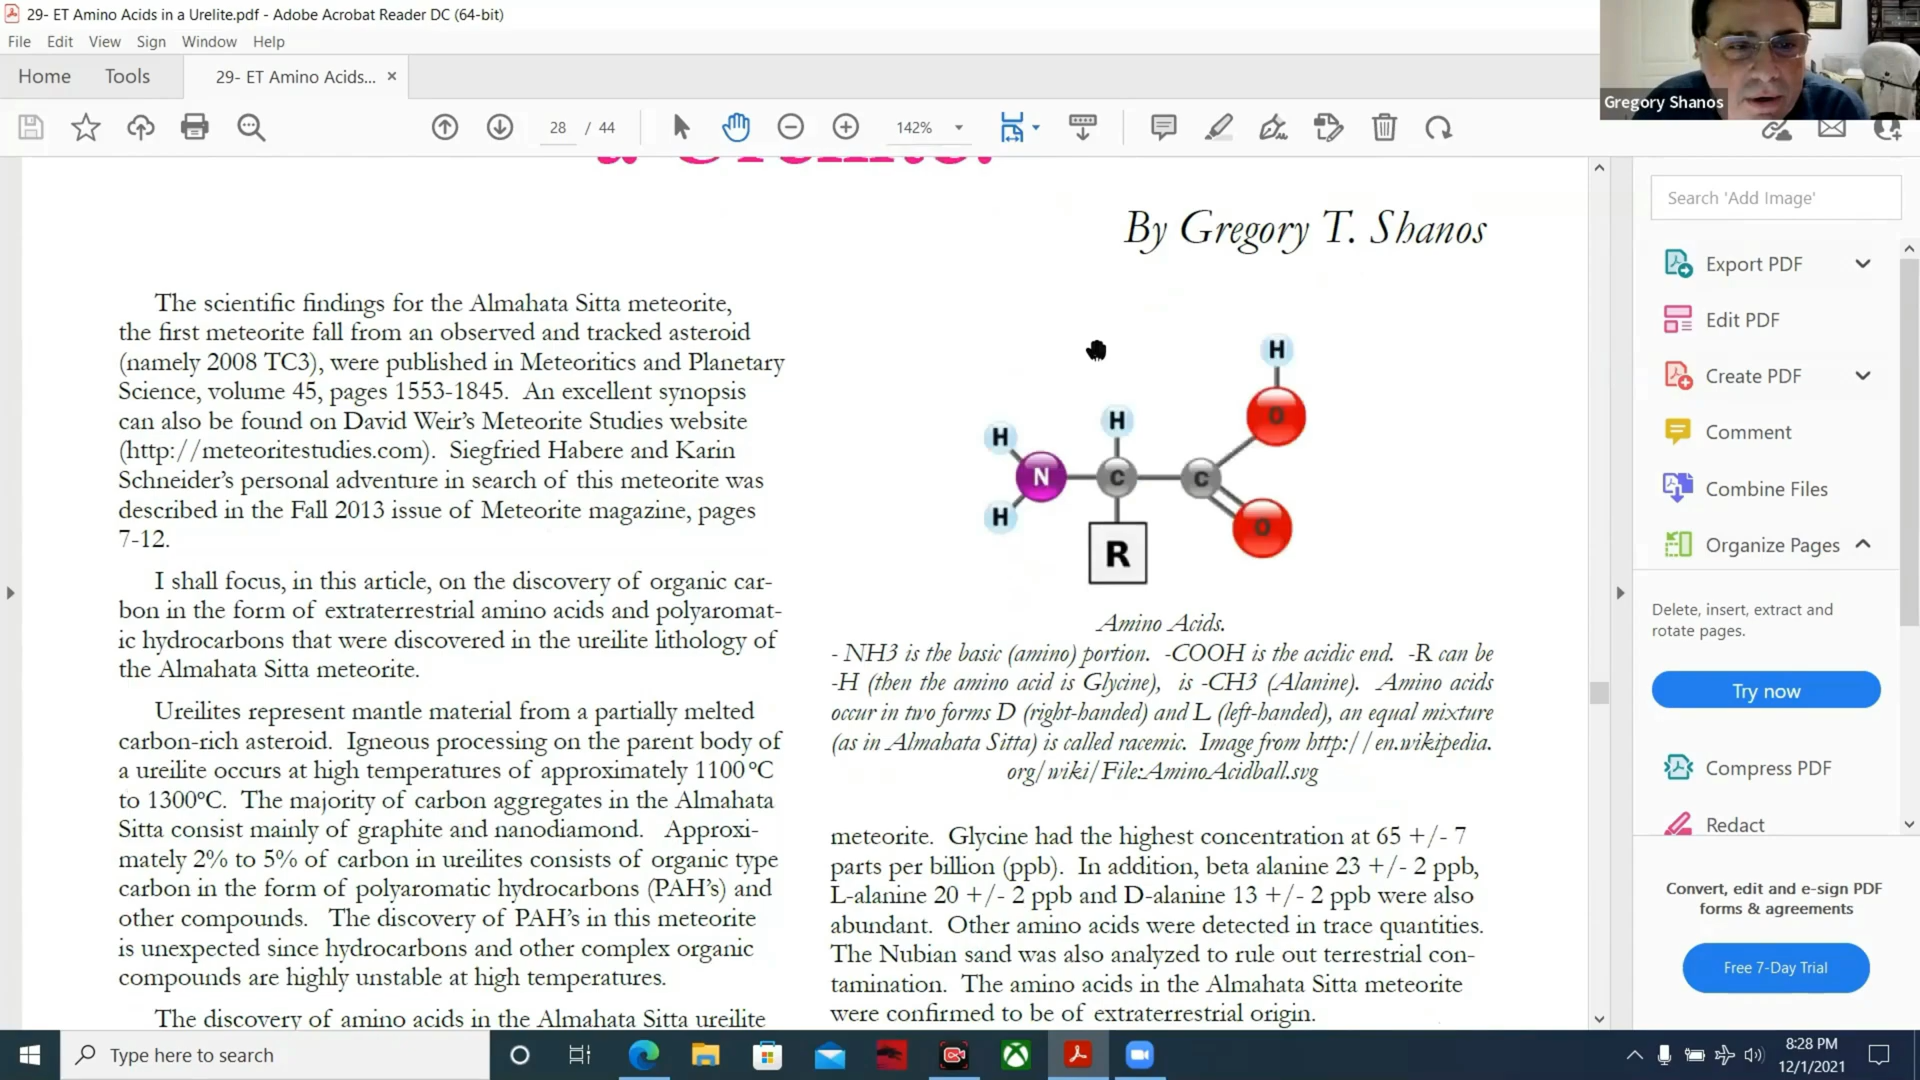 29- ET Amino Acids in a Urelite.pdf - Adobe Acrobat Reader DC (64-bit)
File Edit View Sign Window Help
Home Tools 29- ET Amino Acids... ×
28 / 44 142%
Gregory Shanos
a Ureilite.
By Gregory T. Shanos
The scientific findings for the Almahata Sitta meteorite,
the first meteorite fall from an observed and tracked asteroid
(namely 2008 TC3), were published in Meteoritics and Planetary
Science, volume 45, pages 1553-1845. An excellent synopsis
can also be found on David Weir's Meteorite Studies website
(http://meteoritestudies.com). Siegfried Habere and Karin
Schneider's personal adventure in search of this meteorite was
described in the Fall 2013 issue of Meteorite magazine, pages
7-12.
I shall focus, in this article, on the discovery of organic car-
bon in the form of extraterrestrial amino acids and polyaromat-
ic hydrocarbons that were discovered in the ureilite lithology of
the Almahata Sitta meteorite.
Ureilites represent mantle material from a partially melted
carbon-rich asteroid. Igneous processing on the parent body of
a ureilite occurs at high temperatures of approximately 1100°C
to 1300°C. The majority of carbon aggregates in the Almahata
Sitta consist mainly of graphite and nanodiamond. Approxi-
mately 2% to 5% of carbon in ureilites consists of organic type
carbon in the form of polyaromatic hydrocarbons (PAH's) and
other compounds. The discovery of PAH's in this meteorite
is unexpected since hydrocarbons and other complex organic
compounds are highly unstable at high temperatures.
The discovery of amino acids in the Almahata Sitta ureilite
H
O
H
H
N
C
C
H
R
O
Amino Acids.
- NH3 is the basic (amino) portion. -COOH is the acidic end. -R can be
-H (then the amino acid is Glycine), is -CH3 (Alanine). Amino acids
occur in two forms D (right-handed) and L (left-handed), an equal mixture
(as in Almahata Sitta) is called racemic. Image from http://en.wikipedia.
org/wiki/File:AminoAcidball.svg
meteorite. Glycine had the highest concentration at 65 +/- 7
parts per billion (ppb). In addition, beta alanine 23 +/- 2 ppb,
L-alanine 20 +/- 2 ppb and D-alanine 13 +/- 2 ppb were also
abundant. Other amino acids were detected in trace quantities.
The Nubian sand was also analyzed to rule out terrestrial con-
tamination. The amino acids in the Almahata Sitta meteorite
were confirmed to be of extraterrestrial origin.
Search 'Add Image'
Export PDF
Edit PDF
Create PDF
Comment
Combine Files
Organize Pages
Delete, insert, extract and
rotate pages.
Try now
Compress PDF
Redact
Convert, edit and e-sign PDF
forms & agreements
Free 7-Day Trial
Type here to search
8:28 PM
12/1/2021